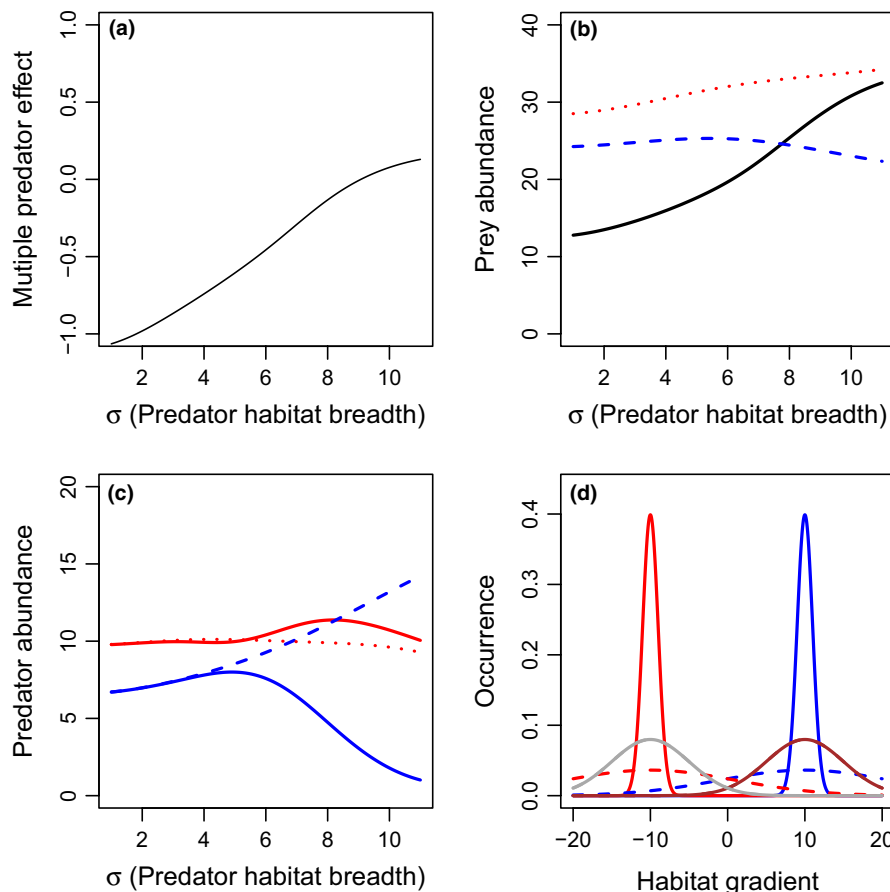 (a)
Mutiple predator effect
1.0
0.5
0.0
−0.5
−1.0
2 4 6 8 10
σ (Predator habitat breadth)
(b)
Prey abundance
40
30
20
10
0
2 4 6 8 10
σ (Predator habitat breadth)
(c)
Predator abundance
20
15
10
5
0
2 4 6 8 10
σ (Predator habitat breadth)
(d)
Occurrence
0.4
0.3
0.2
0.1
0.0
−20 −10 0 10 20
Habitat gradient